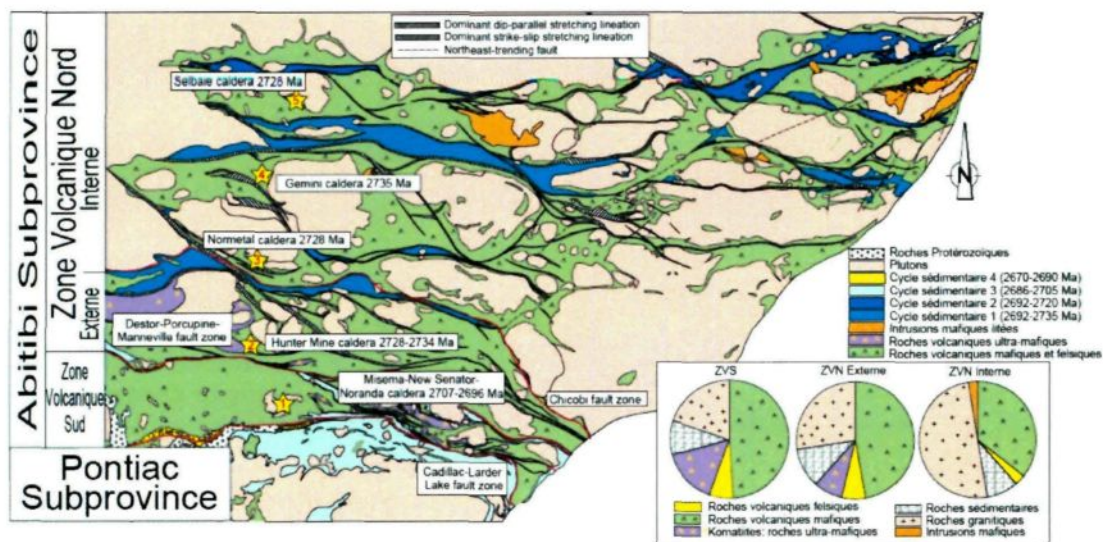 Abitibi Subprovince
Zone Volcanique Nord
Interne
Externe
Zone
Volcanique
Sud
Pontiac
Subprovince
Dominant dip-parallel stretching lineation
Dominant strike-slip stretching lineation
Northeast-trending fault
Selbaie caldera 2728 Ma
5
4
Gemini caldera 2735 Ma
Normetal caldera 2728 Ma
3
Destor-Porcupine-
Manneville fault zone
2
Hunter Mine caldera 2728-2734 Ma
Misema-New Senator-
Noranda caldera 2707-2696 Ma
1
Chicobi fault zone
Cadillac-Larder
Lake fault zone
N
Roches Protérozoïques
Plutons
Cycle sédimentaire 4 (2670-2690 Ma)
Cycle sédimentaire 3 (2686-2705 Ma)
Cycle sédimentaire 2 (2692-2720 Ma)
Cycle sédimentaire 1 (2692-2735 Ma)
Intrusions mafiques litées
Roches volcaniques ultra-mafiques
Roches volcaniques mafiques et felsiques
ZVS
ZVN Externe
ZVN Interne
Roches volcaniques felsiques
Roches volcaniques mafiques
Komatiites: roches ultra-mafiques
Roches sédimentaires
Roches granitiques
Intrusions mafiques